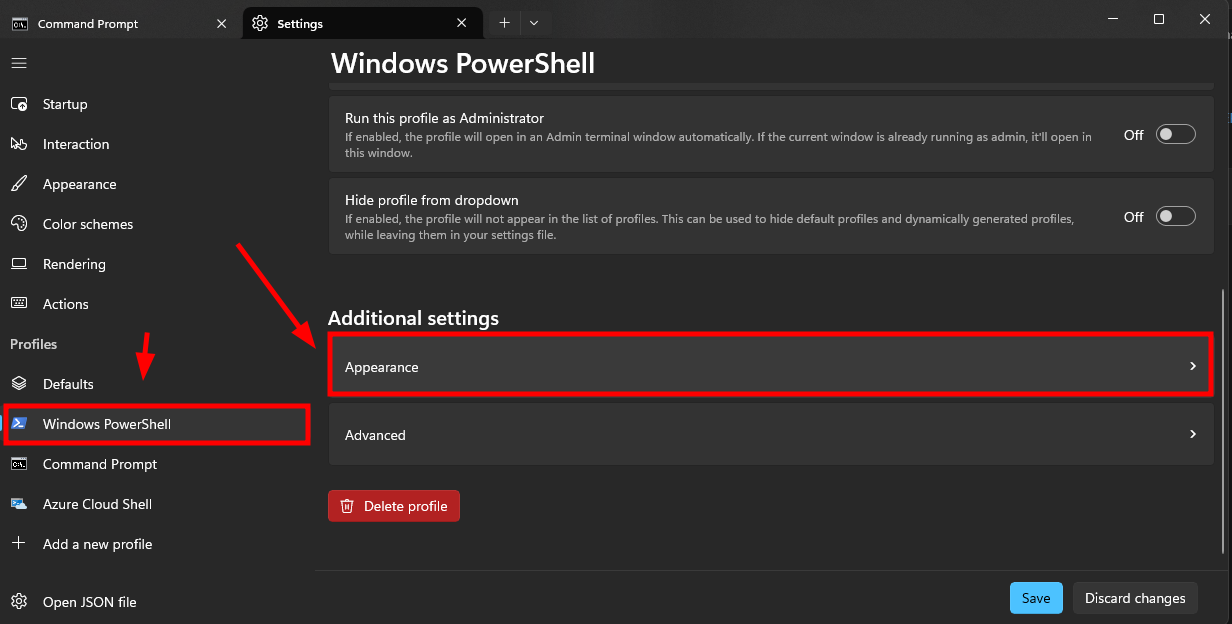 Command Prompt
Settings
Windows PowerShell
Startup
Interaction
Appearance
Color schemes
Rendering
Actions
Profiles
Defaults
Windows PowerShell
Command Prompt
Azure Cloud Shell
Add a new profile
Open JSON file
Run this profile as Administrator
If enabled, the profile will open in an Admin terminal window automatically. If the current window is already running as admin, it'll open in
this window.
Off
Hide profile from dropdown
If enabled, the profile will not appear in the list of profiles. This can be used to hide default profiles and dynamically generated profiles,
while leaving them in your settings file.
Off
Additional settings
Appearance
Advanced
Delete profile
Save
Discard changes